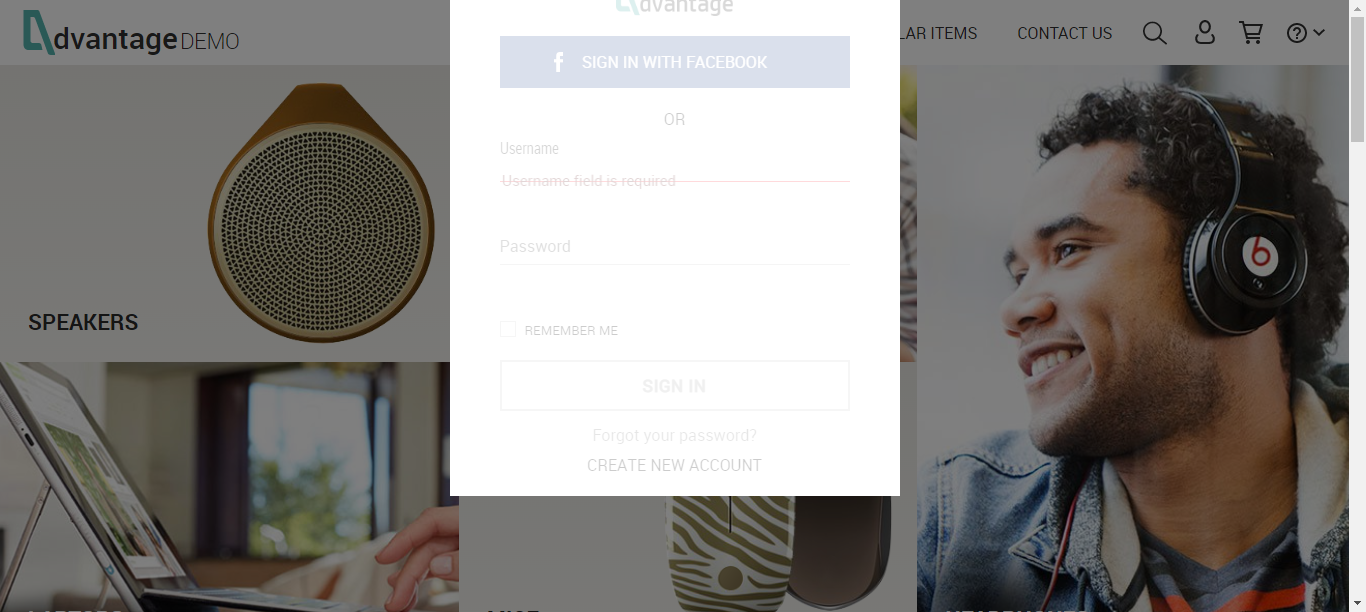 dvantage DEMO
dvantage
LAR ITEMS
CONTACT US
SIGN IN WITH FACEBOOK
OR
Username
Username field is required
Password
REMEMBER ME
SIGN IN
Forgot your password?
CREATE NEW ACCOUNT
SPEAKERS